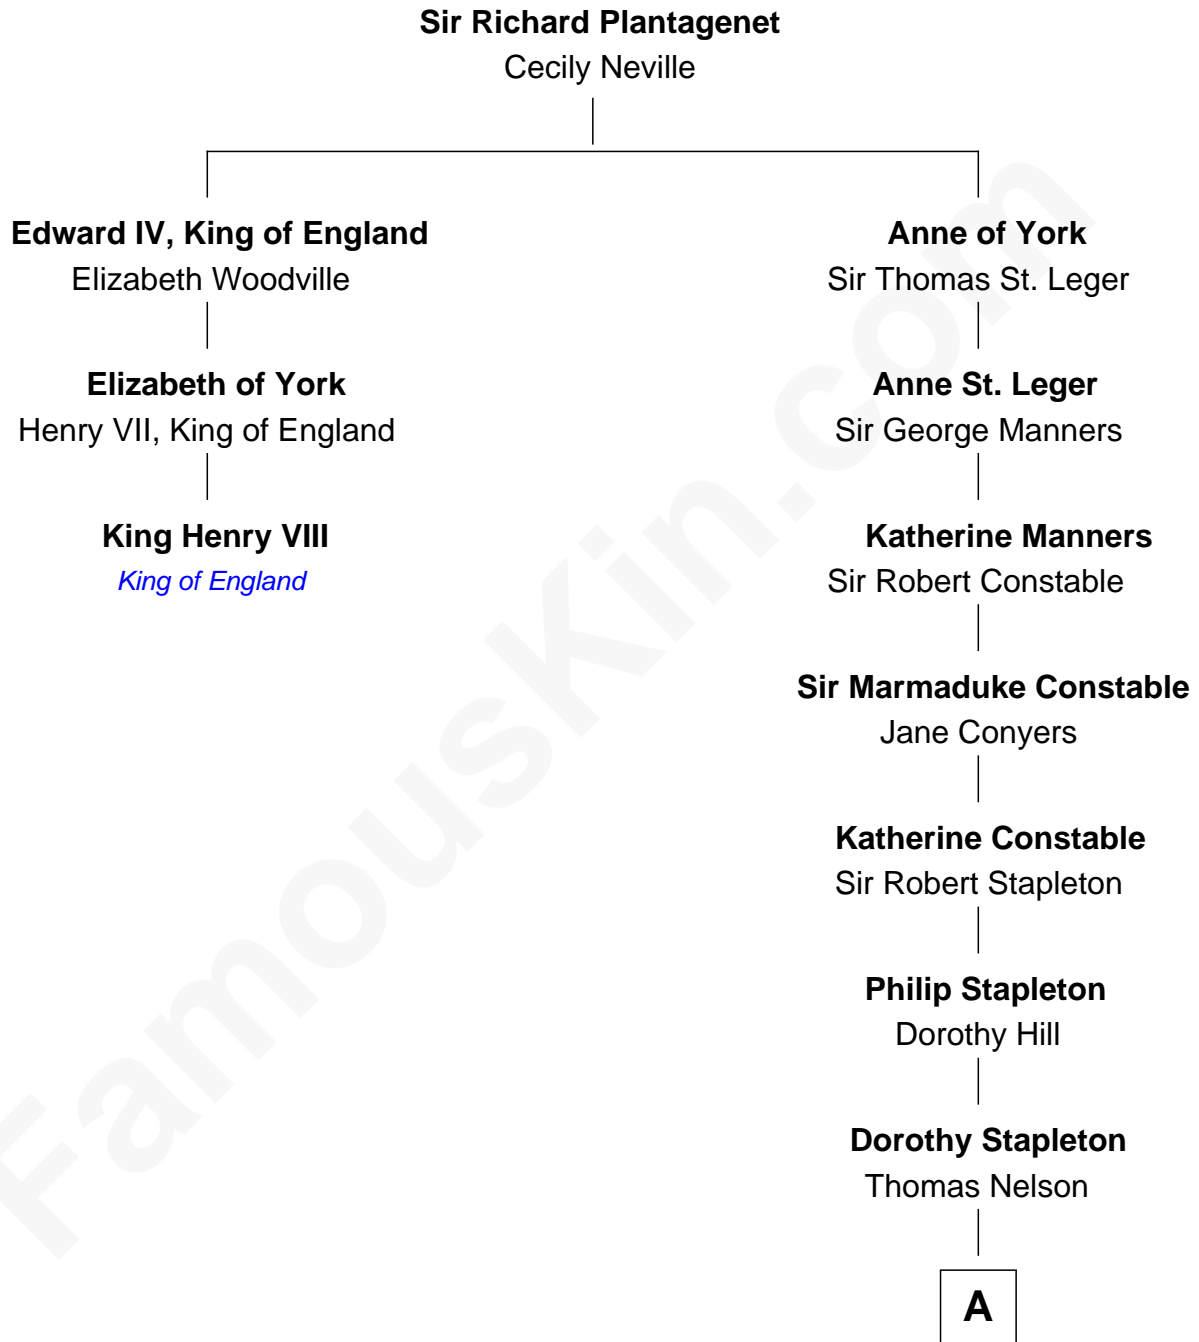 Sir Richard Plantagenet
Cecily Neville
Edward IV, King of England
Elizabeth Woodville
Anne of York
Sir Thomas St. Leger
Elizabeth of York
Henry VII, King of England
Anne St. Leger
Sir George Manners
King Henry VIII
King of England
Katherine Manners
Sir Robert Constable
Sir Marmaduke Constable
Jane Conyers
Katherine Constable
Sir Robert Stapleton
Philip Stapleton
Dorothy Hill
Dorothy Stapleton
Thomas Nelson
A
FamousKin.com